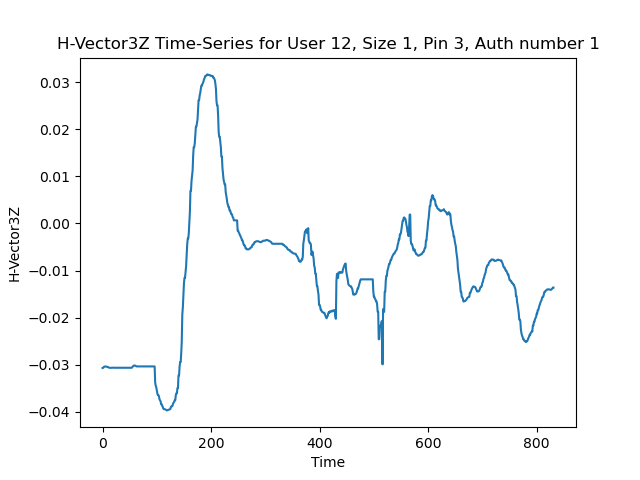 H-Vector3Z Time-Series for User 12, Size 1, Pin 3, Auth number 1
0.03
0.02
0.01
0.00
−0.01
−0.02
−0.03
−0.04
H-Vector3Z
0 200 400 600 800
Time